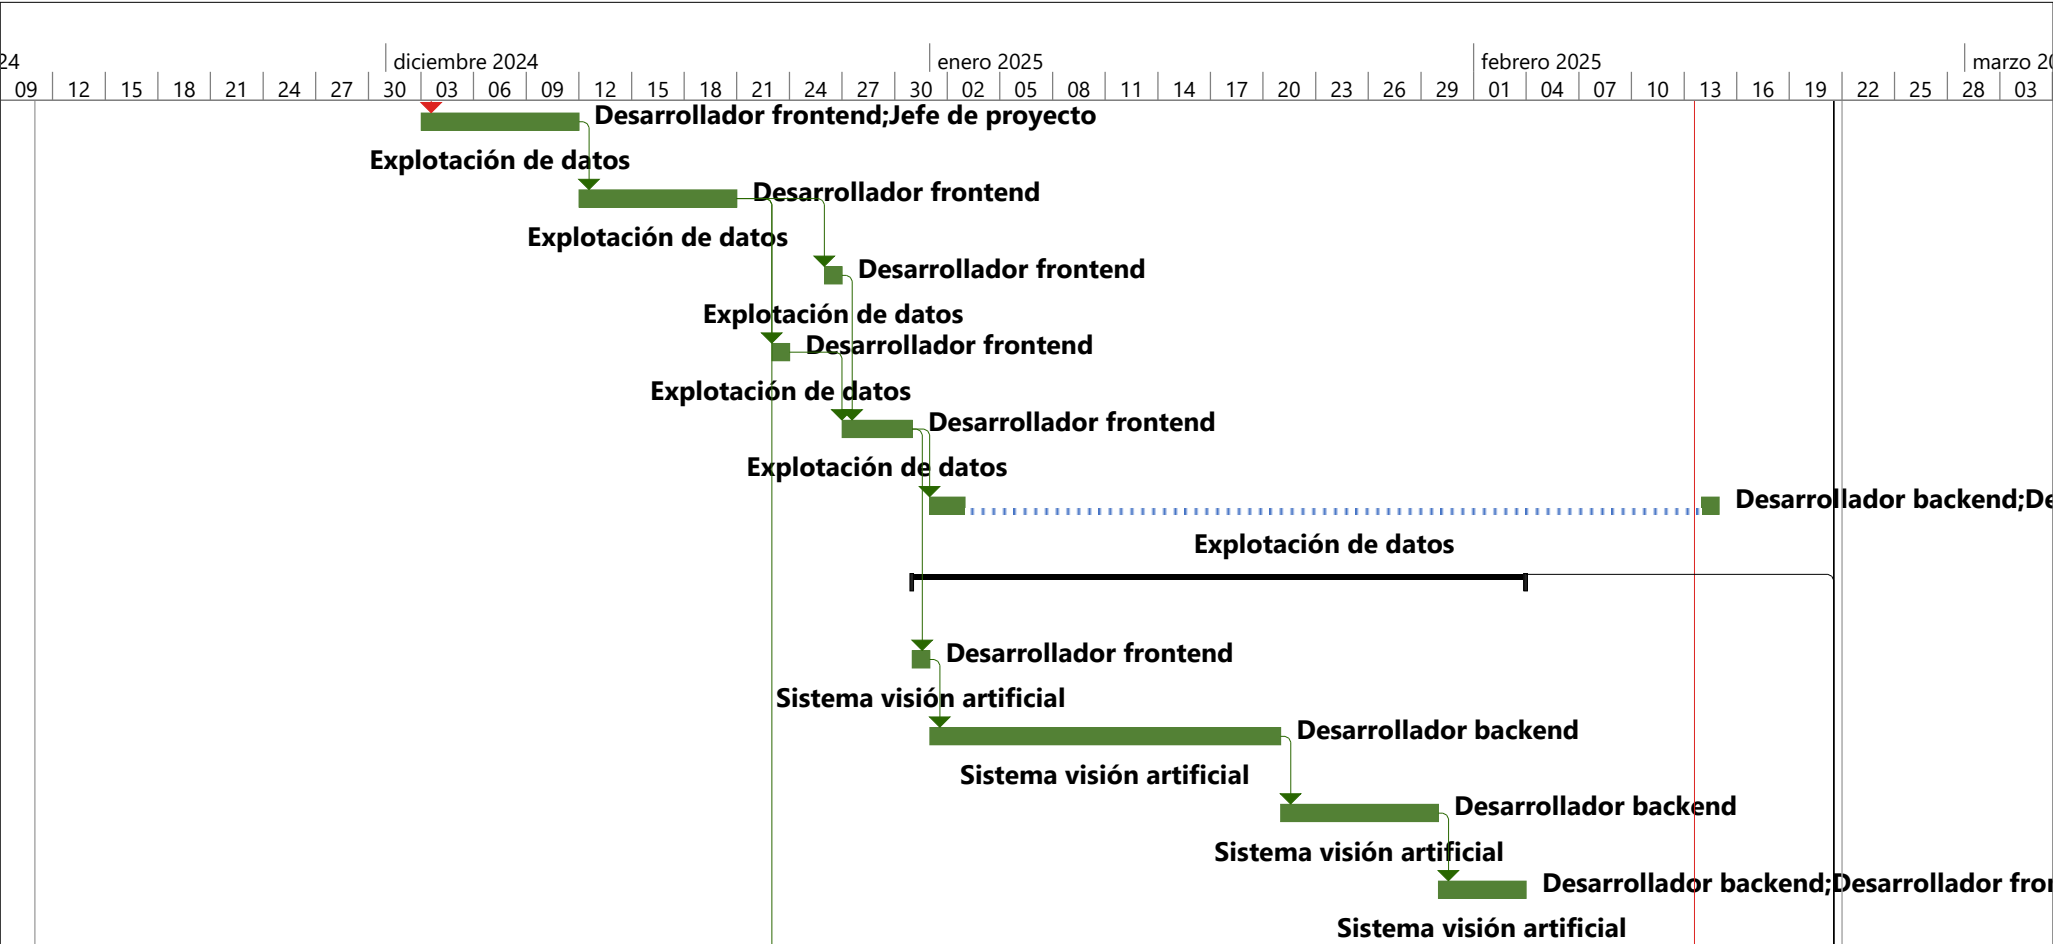 24
diciembre 2024
enero 2025
febrero 2025
marzo 20
09 12 15 18 21 24 27 30 03 06 09 12 15 18 21 24 27 30 02 05 08 11 14 17 20 23 26 29 01 04 07 10 13 16 19 22 25 28 03
Desarrollador frontend;Jefe de proyecto
Explotación de datos
Desarrollador frontend
Explotación de datos
Desarrollador frontend
Explotación de datos
Desarrollador frontend
Explotación de datos
Desarrollador frontend
Explotación de datos
Desarrollador backend;De
Explotación de datos
Desarrollador frontend
Sistema visión artificial
Desarrollador backend
Sistema visión artificial
Desarrollador backend
Sistema visión artificial
Desarrollador backend;Desarrollador fron
Sistema visión artificial